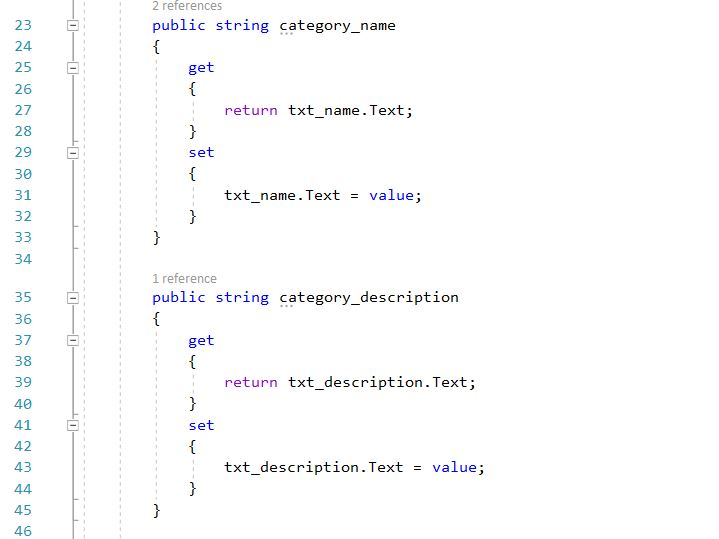 2 references
23 public string category_name
24 {
25 get
26 {
27 return txt_name.Text;
28 }
29 set
30 {
31 txt_name.Text = value;
32 }
33 }
34
1 reference
35 public string category_description
36 {
37 get
38 {
39 return txt_description.Text;
40 }
41 set
42 {
43 txt_description.Text = value;
44 }
45 }
46